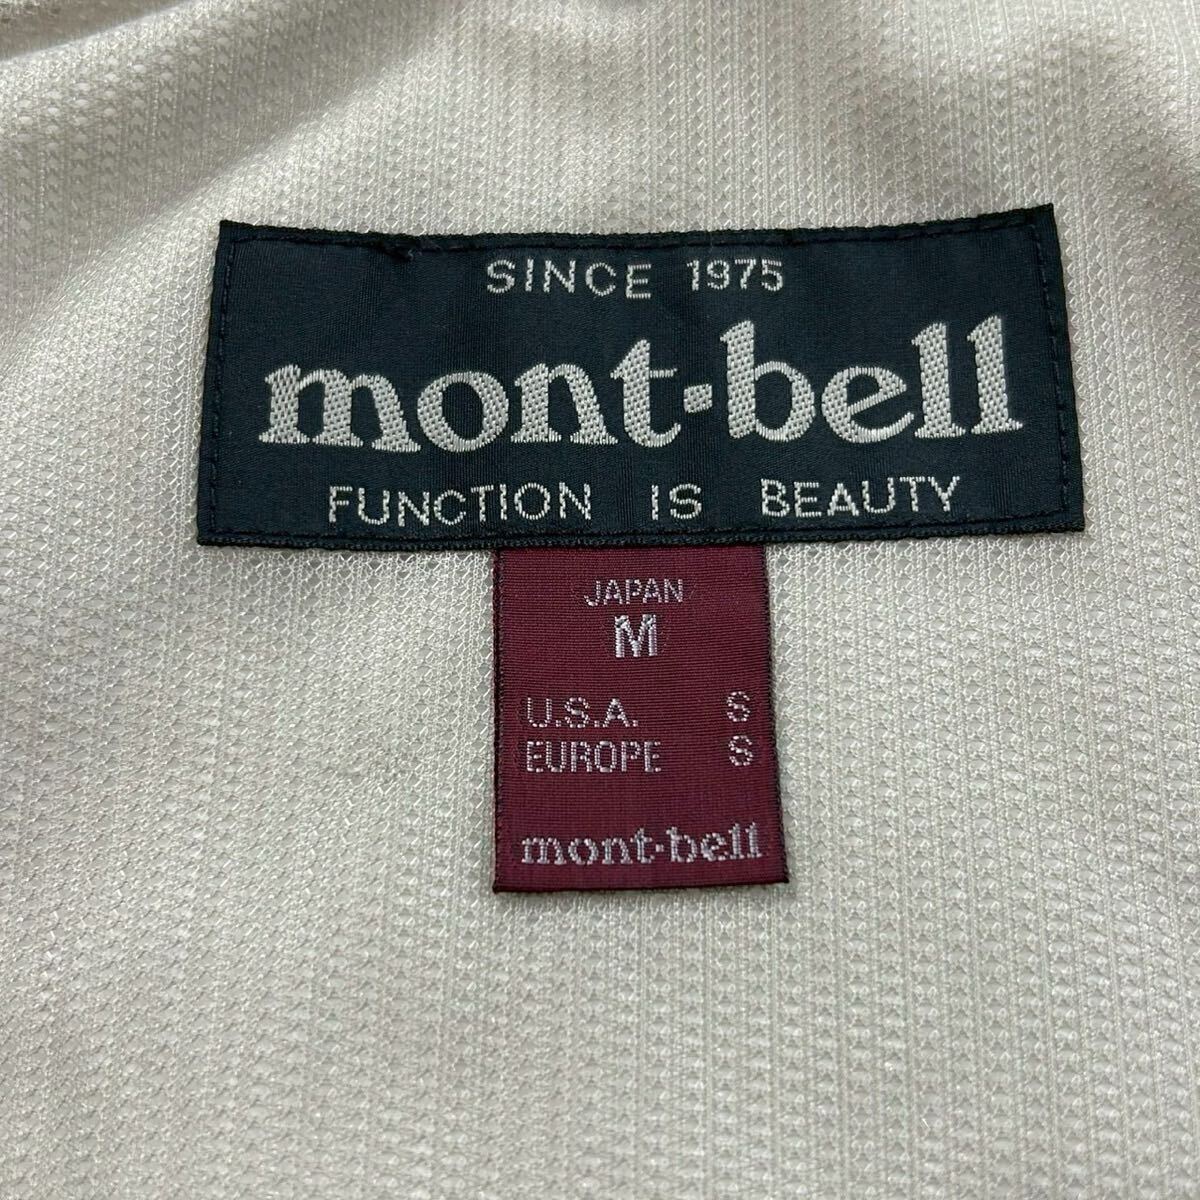 SINCE 1975
mont-bell
FUNCTION IS BEAUTY
JAPAN
M
U.S.A. S
EUROPE S
mont-bell